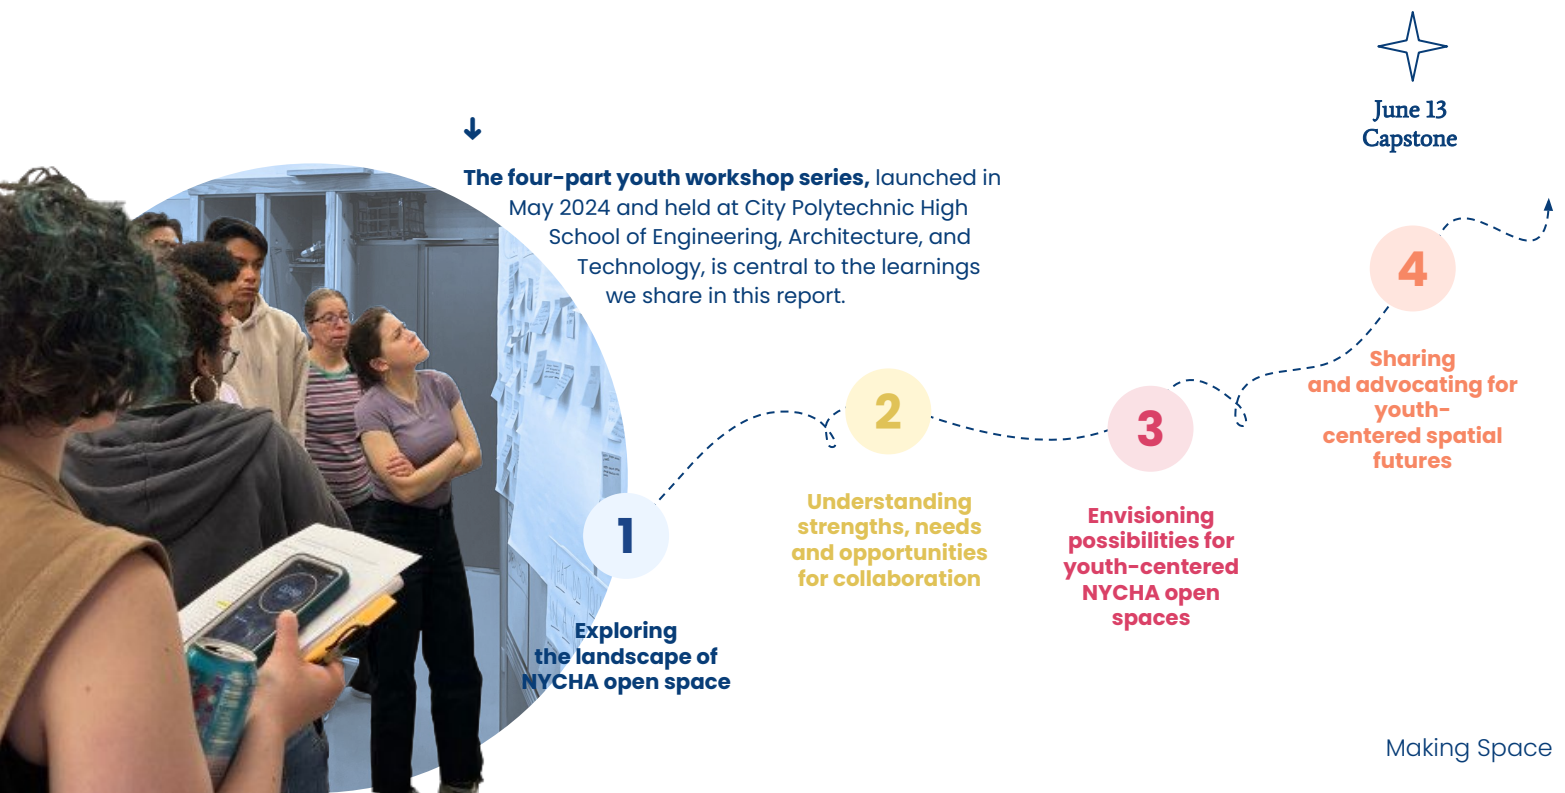 June 13
Capstone
The four-part youth workshop series, launched in
May 2024 and held at City Polytechnic High
School of Engineering, Architecture, and
Technology, is central to the learnings
we share in this report.
1
Exploring
the landscape of
NYCHA open space
2
Understanding
strengths, needs
and opportunities
for collaboration
3
Envisioning
possibilities for
youth-centered
NYCHA open
spaces
4
Sharing
and advocating for
youth-
centered spatial
futures
Making Space